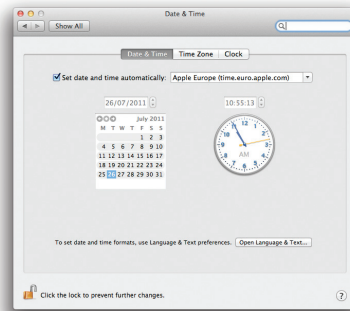 Date & Time
Show All
Date & Time Time Zone Clock
Set date and time automatically: Apple Europe (time.euro.apple.com)
26/07/2011 10:55:13
July 2011
M T W T F S S
1 2 3
4 5 6 7 8 9 10
11 12 13 14 15 16 17
18 19 20 21 22 23 24
25 26 27 28 29 30 31
12
11 1
10 2
9 3
AM
8 4
7 5
6
To set date and time formats, use Language & Text preferences. Open Language & Text...
Click the lock to prevent further changes.
?